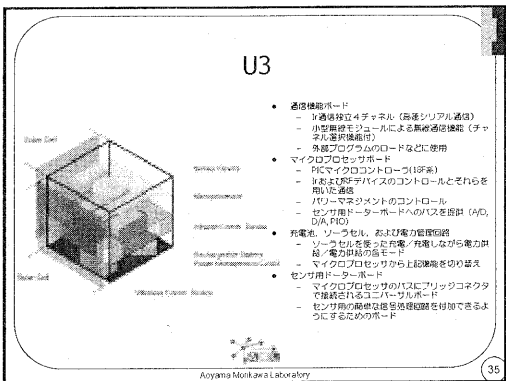 U3
• 通信機能ボード
– Ir通信独立4チャネル（高速シリアル通信）
– 小型無線モジュールによる無線通信機能（チャ
ネル選択機能付）
– 外部プログラムのロードなどに使用
• マイクロプロセッサボード
– PICマイクロコントローラ(18F系)
– IrおよびRFデバイスのコントロールとそれらを
用いた通信
– パワーマネジメントのコントロール
– センサ用ドーターボードへのバスを提供（A/D,
D/A, PIO）
• 充電池、ソーラセル、および電力管理回路
– ソーラセルを使った充電／充電しながら電力供
給／電力供給の各モード
– マイクロプロセッサから上記機能を切り替え
• センサ用ドーターボード
– マイクロプロセッサのバスにブリッジコネクタ
で接続されるユニバーサルボード
– センサ用の簡単な信号処理回路を付加できるよ
うにするためのボード
Solar Cell
Solar Cell
Aoyama Morikawa Laboratory
35